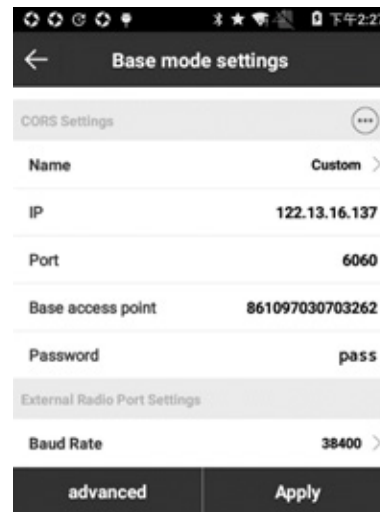 下午2:27
Base mode settings
CORS Settings
Name Custom
IP 122.13.16.137
Port 6060
Base access point 861097030703262
Password pass
External Radio Port Settings
Baud Rate 38400
advanced Apply